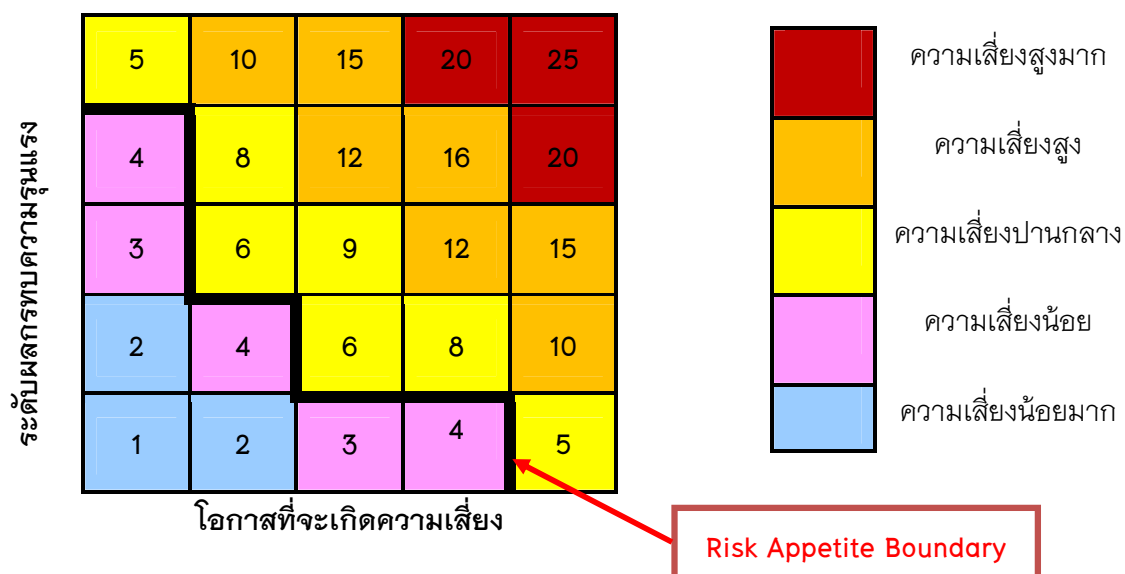 5 10 15 20 25
4 8 12 16 20
3 6 9 12 15
2 4 6 8 10
1 2 3 4 5
ระดับผลกรทบความรุนแรง
โอกาสที่จะเกิดความเสี่ยง
ความเสี่ยงสูงมาก
ความเสี่ยงสูง
ความเสี่ยงปานกลาง
ความเสี่ยงน้อย
ความเสี่ยงน้อยมาก
Risk Appetite Boundary